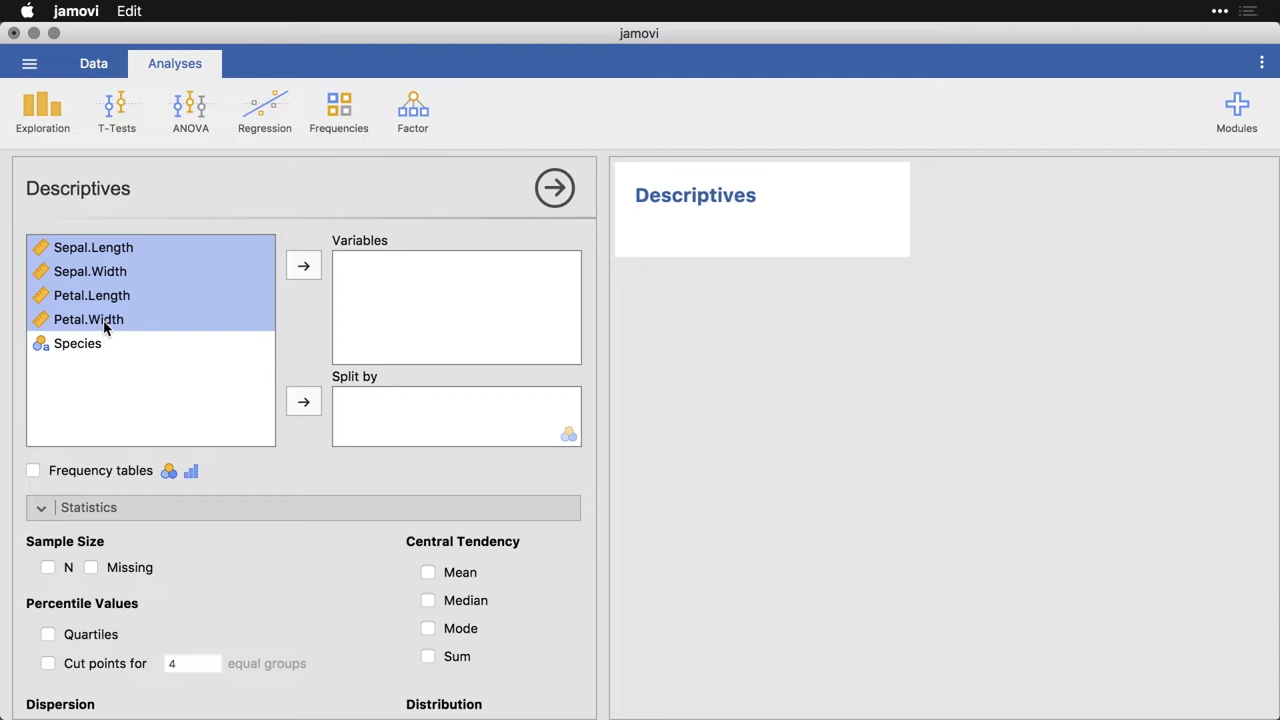 jamovi Edit
jamovi
Data Analyses
Exploration T-Tests ANOVA Regression Frequencies Factor Modules
Descriptives
Descriptives
Sepal.Length
Sepal.Width
Petal.Length
Petal.Width
Species
Variables
Split by
Frequency tables
Statistics
Sample Size
N Missing
Percentile Values
Quartiles
Cut points for 4 equal groups
Dispersion
Central Tendency
Mean
Median
Mode
Sum
Distribution